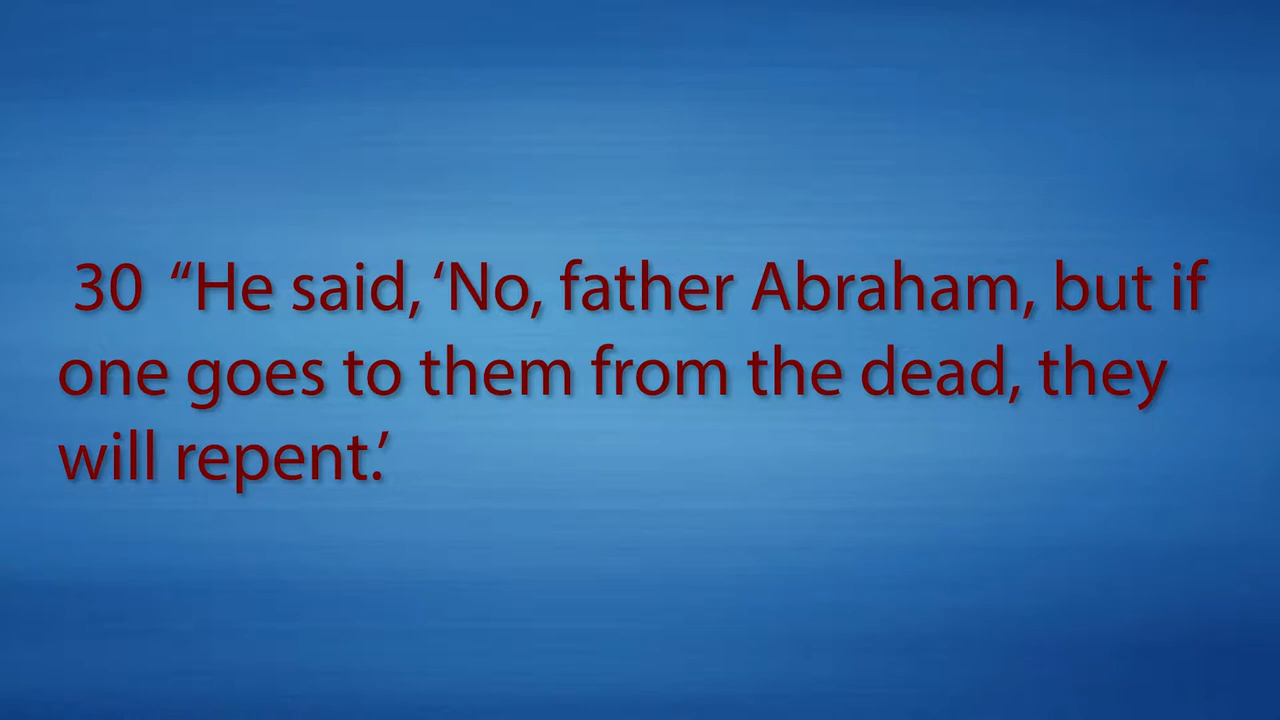 30 “He said, ‘No, father Abraham, but if
one goes to them from the dead, they
will repent.’